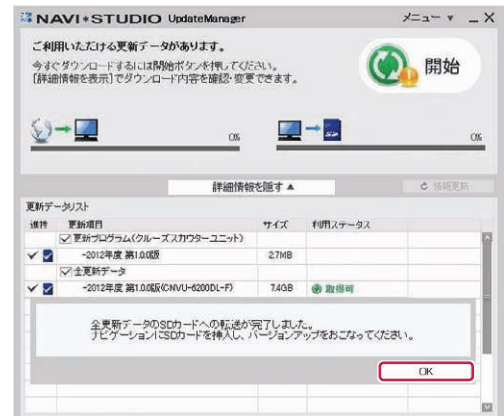 NAVI*STUDIO UpdateManager メニュー ▼ _ X
ご利用いただける更新データがあります。
今すぐダウンロードするには開始ボタンを押してください。
[詳細情報を表示]でダウンロード内容を確認・変更できます。
開始
0% 0%
詳細情報を隠す ▲ 情報更新
更新データリスト
進捗 更新項目 サイズ 利用ステータス
更新プログラム(クルーズスカウターユニット)
-2012年度 第1.0.0版 2.7MB
全更新データ
-2012年度 第1.0.0版(CNVU-6200DL-F) 7.4GB 取得可
全更新データのSDカードへの転送が完了しました。
ナビゲーションにSDカードを挿入し、バージョンアップをおこなってください。
OK